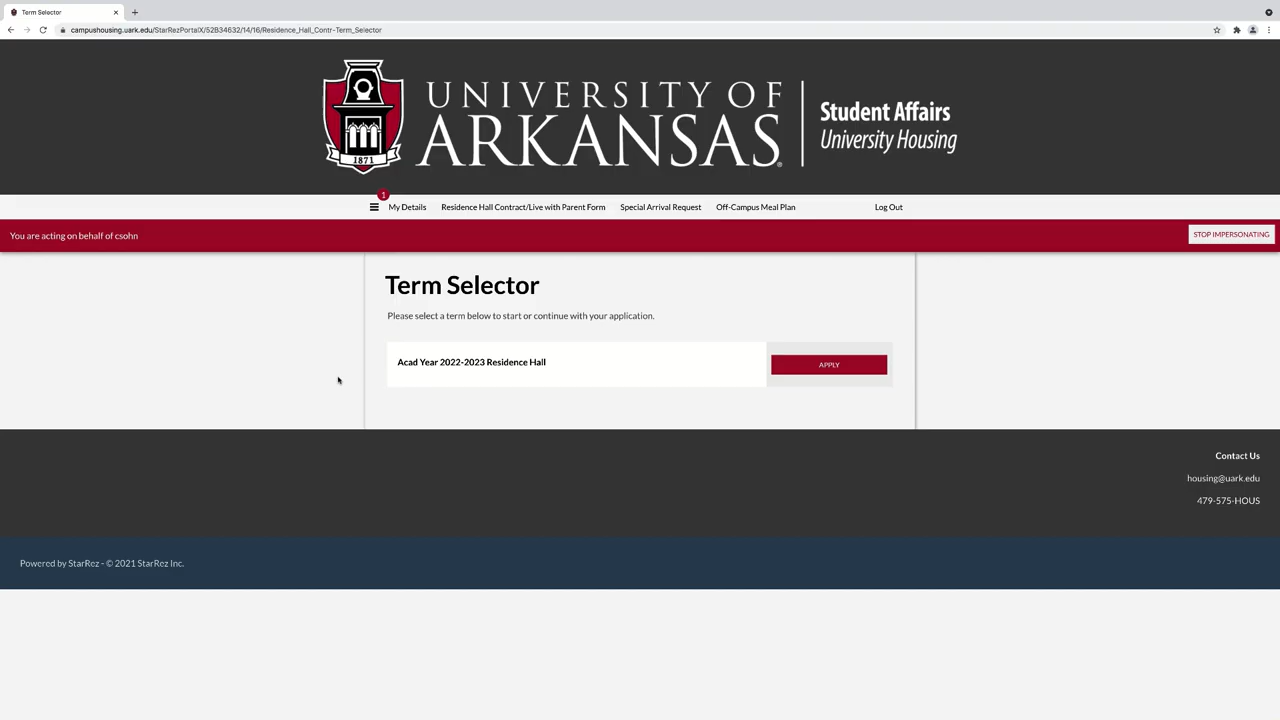 Term Selector
campushousing.uark.edu/StarRezPortalX/52B34632/14/16/Residence_Hall_Contr-Term_Selector
1871
UNIVERSITY OF
ARKANSAS.
Student Affairs
University Housing
1
My Details Residence Hall Contract/Live with Parent Form Special Arrival Request Off-Campus Meal Plan Log Out
You are acting on behalf of csohn
STOP IMPERSONATING
Term Selector
Please select a term below to start or continue with your application.
Acad Year 2022-2023 Residence Hall
APPLY
Contact Us
housing@uark.edu
479-575-HOUS
Powered by StarRez - © 2021 StarRez Inc.